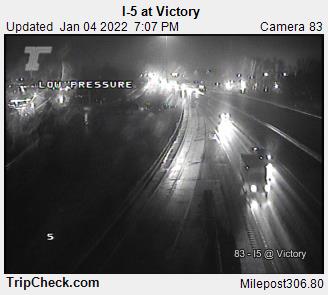 I-5 at Victory
Updated Jan 04 2022 7:07 PM Camera 83
T
LOW PRESSURE
S
83 - I5 @ Victory
TripCheck.com Milepost306.80